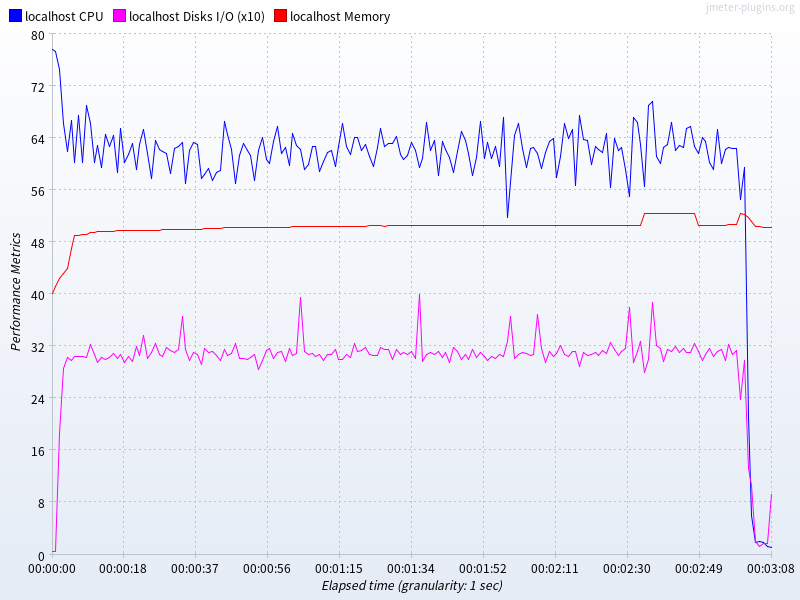 jmeter-plugins.org
localhost CPU localhost Disks I/O (x10) localhost Memory
80
72
64
56
48
40
32
24
16
8
0
Performance Metrics
00:00:00 00:00:18 00:00:37 00:00:56 00:01:15 00:01:34 00:01:52 00:02:11 00:02:30 00:02:49 00:03:08
Elapsed time (granularity: 1 sec)